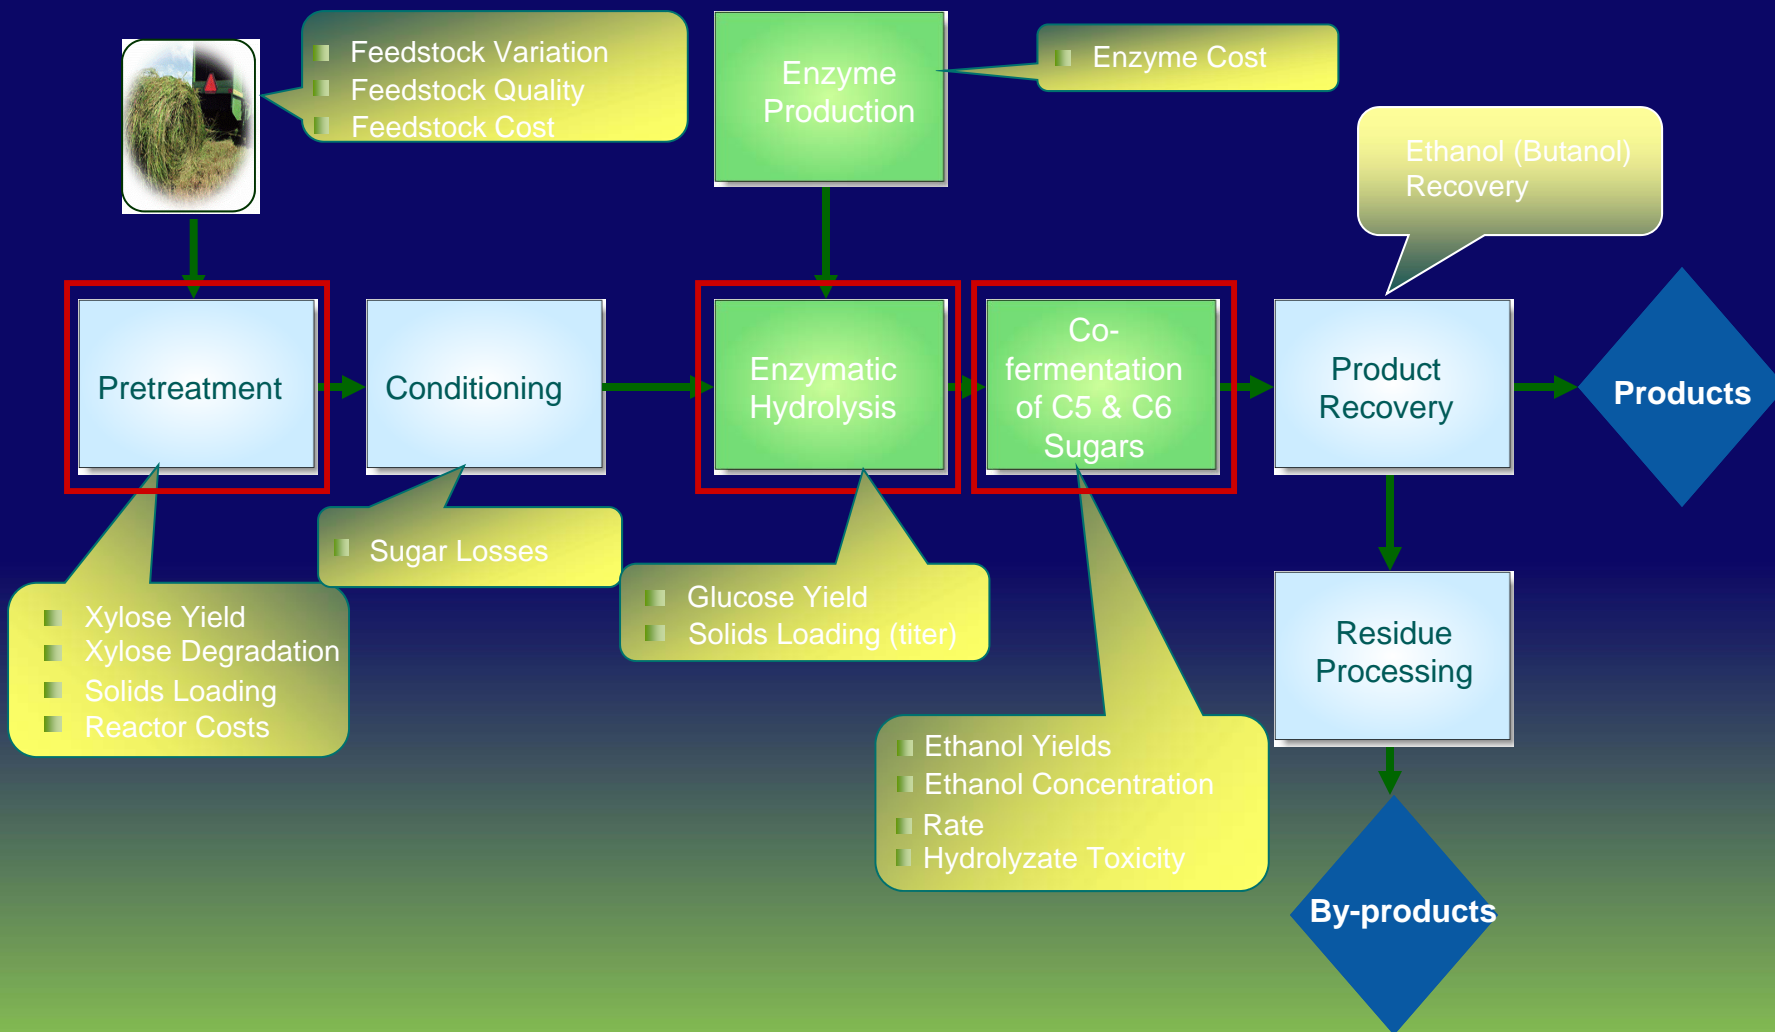 Feedstock Variation
Feedstock Quality
Feedstock Cost
Enzyme
Production
Enzyme Cost
Ethanol (Butanol)
Recovery
Pretreatment
Conditioning
Enzymatic
Hydrolysis
Co-
fermentation
of C5 & C6
Sugars
Product
Recovery
Products
Xylose Yield
Xylose Degradation
Solids Loading
Reactor Costs
Sugar Losses
Glucose Yield
Solids Loading (titer)
Ethanol Yields
Ethanol Concentration
Rate
Hydrolyzate Toxicity
Residue
Processing
By-products